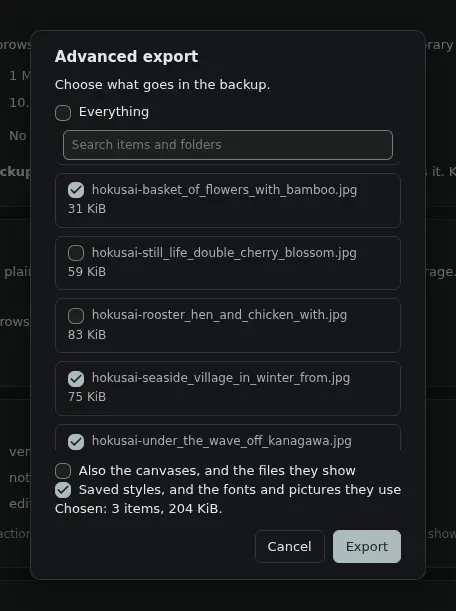 Advanced export
Choose what goes in the backup.
Everything
Search items and folders
hokusai-basket_of_flowers_with_bamboo.jpg
31 KiB
hokusai-still_life_double_cherry_blossom.jpg
59 KiB
hokusai-rooster_hen_and_chicken_with.jpg
83 KiB
hokusai-seaside_village_in_winter_from.jpg
75 KiB
hokusai-under_the_wave_off_kanagawa.jpg
Also the canvases, and the files they show
Saved styles, and the fonts and pictures they use
Chosen: 3 items, 204 KiB.
Cancel
Export